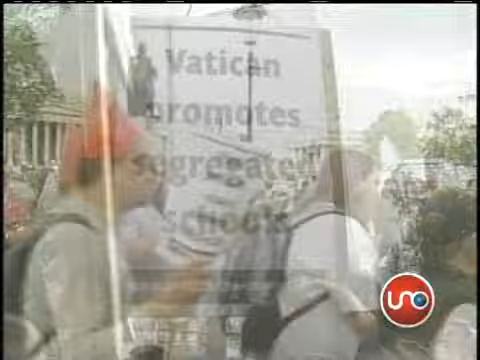 Vatican
promotes
segregated
schools
uno